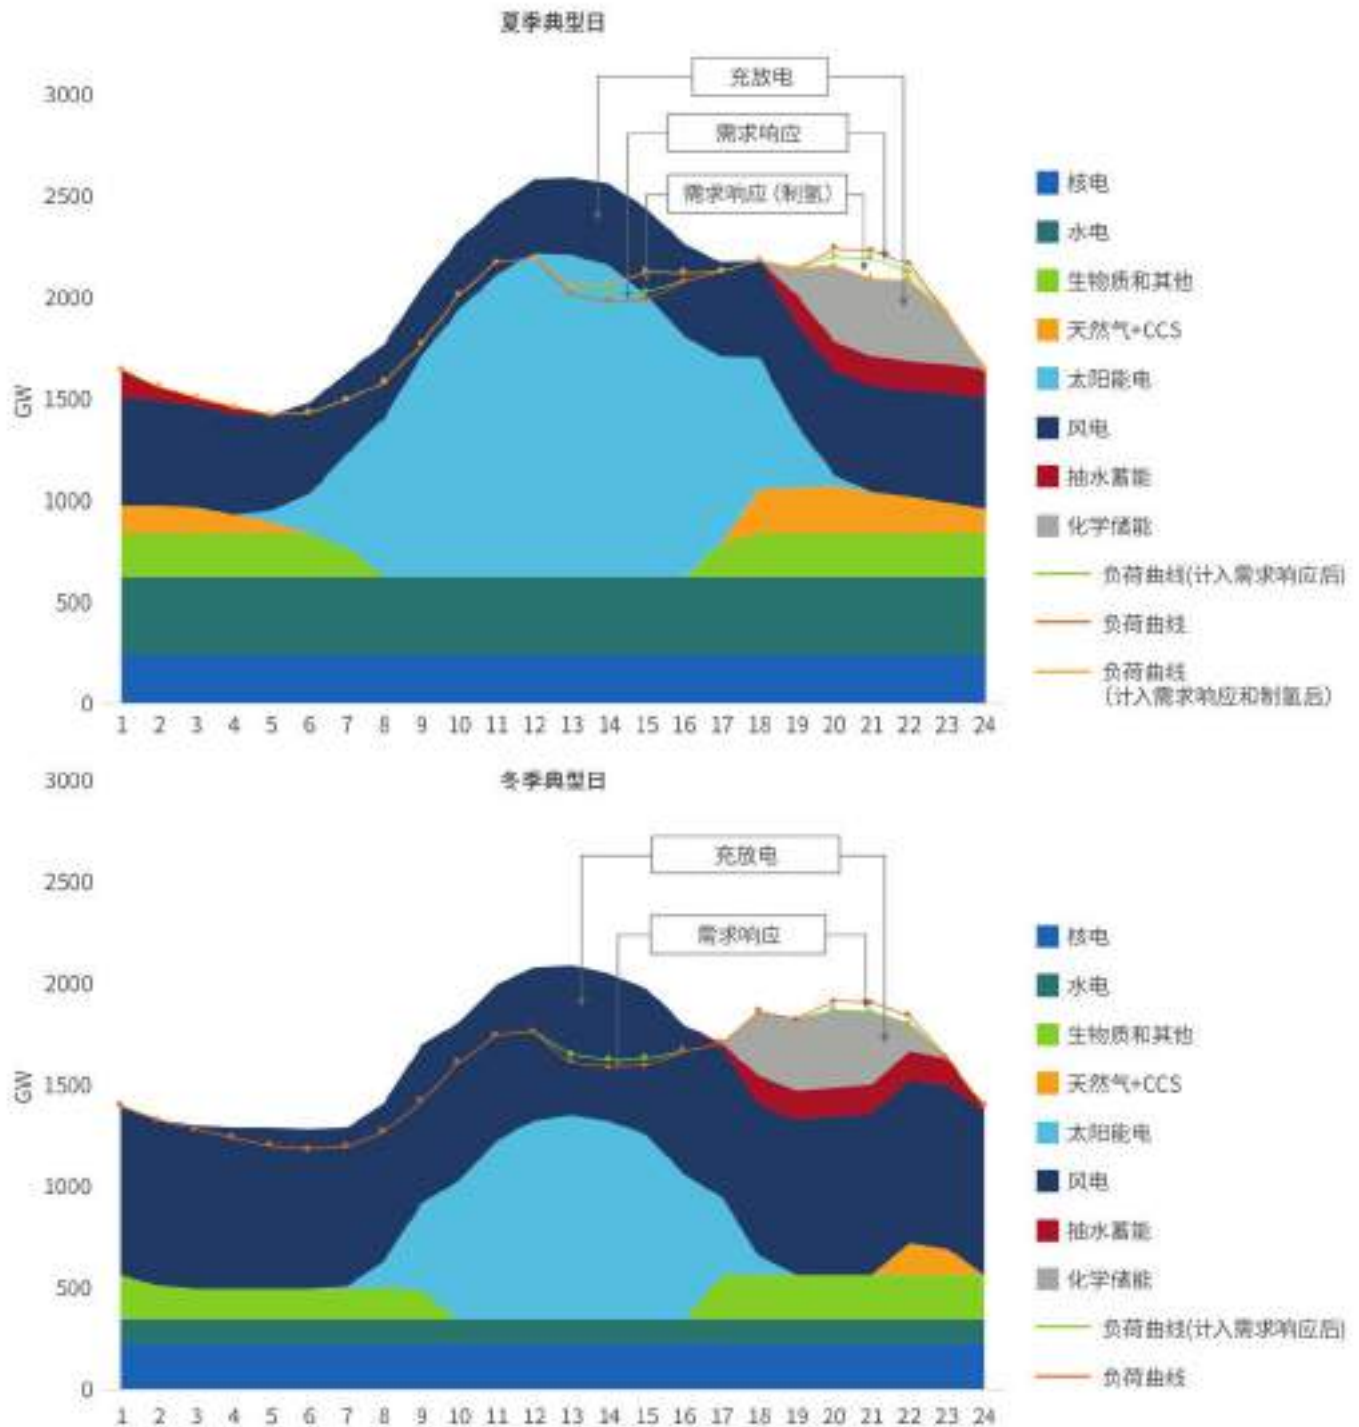 夏季典型日
充放电
需求响应
需求响应（制氢）
3000
2500
2000
1500
1000
500
0
GW
1 2 3 4 5 6 7 8 9 10 11 12 13 14 15 16 17 18 19 20 21 22 23 24
核电
水电
生物质和其他
天然气+CCS
太阳能电
风电
抽水蓄能
化学储能
负荷曲线(计入需求响应后)
负荷曲线
负荷曲线
（计入需求响应和制氢后）
冬季典型日
充放电
需求响应
3000
2500
2000
1500
1000
500
0
GW
1 2 3 4 5 6 7 8 9 10 11 12 13 14 15 16 17 18 19 20 21 22 23 24
核电
水电
生物质和其他
天然气+CCS
太阳能电
风电
抽水蓄能
化学储能
负荷曲线(计入需求响应后)
负荷曲线